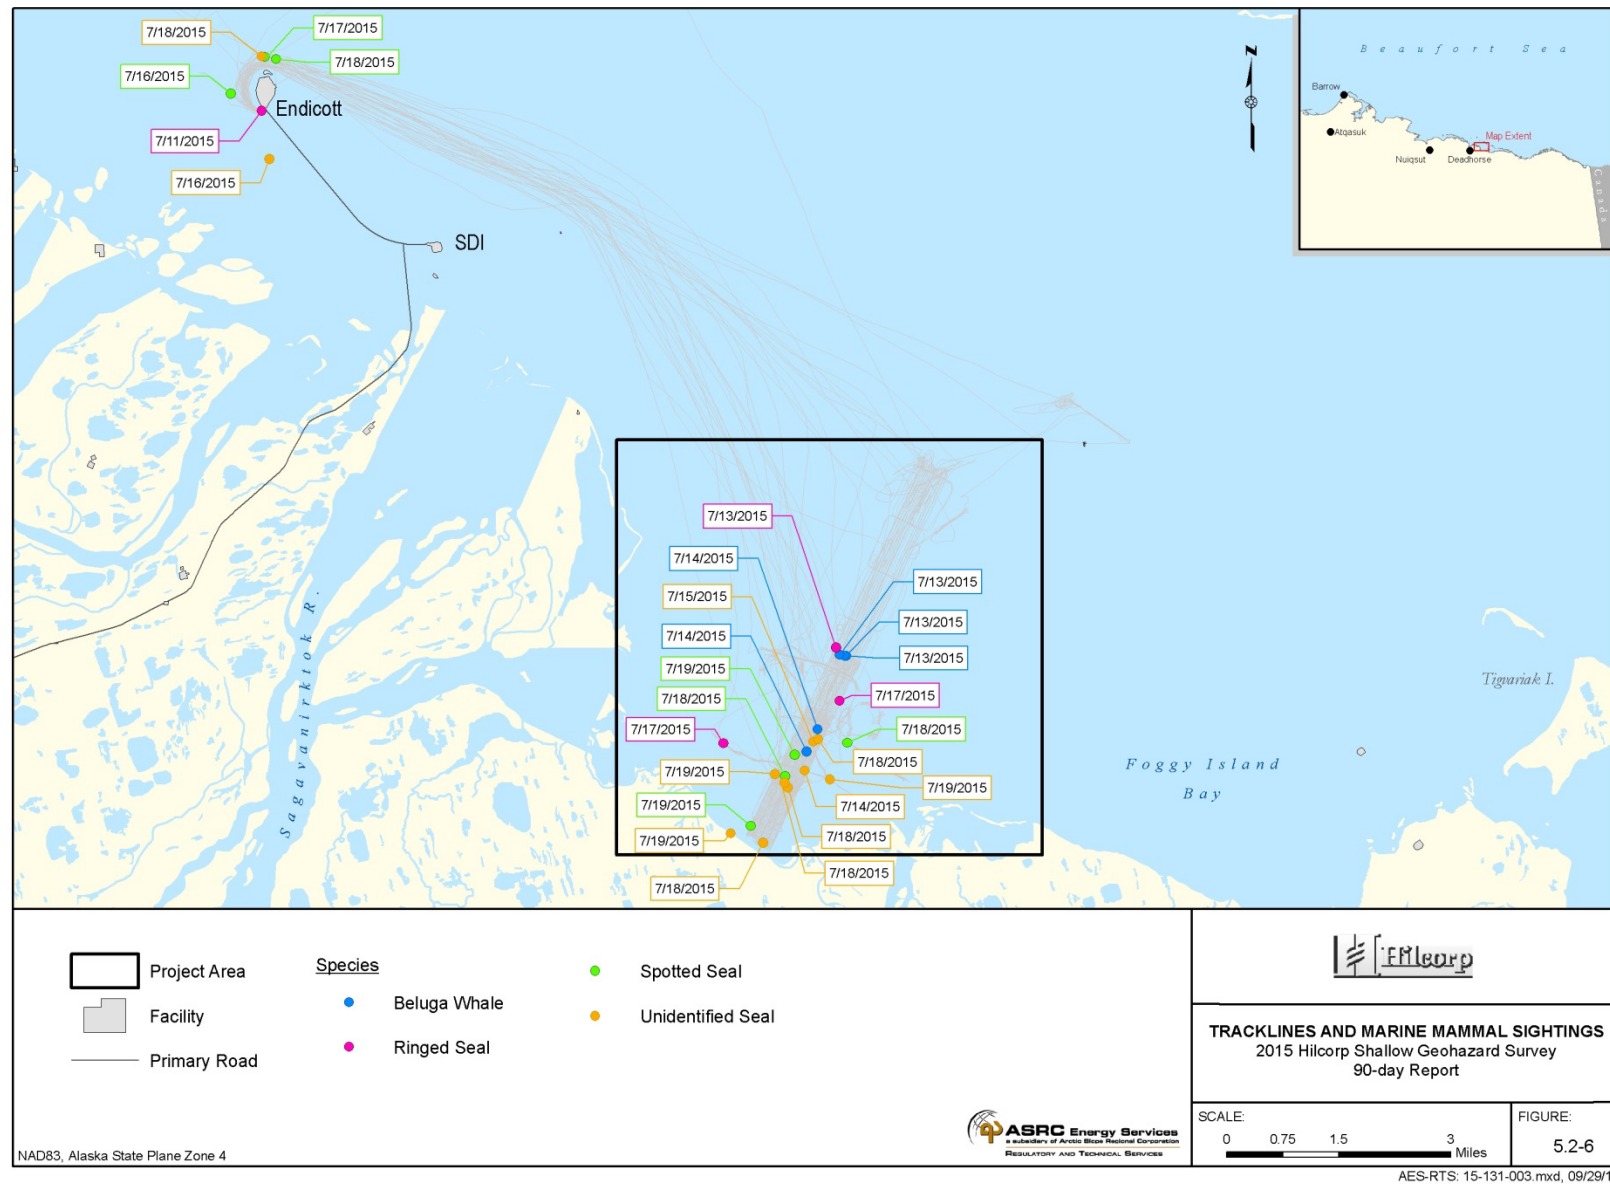 7/18/2015
7/17/2015
7/18/2015
7/16/2015
Endicott
7/11/2015
7/16/2015
SDI
Beaufort Sea
Barrow
Atqasuk
Map Extent
Nuiqsut
Deadhorse
Canada
N
7/13/2015
7/14/2015
7/13/2015
7/15/2015
7/13/2015
7/14/2015
7/13/2015
7/19/2015
7/18/2015
7/17/2015
7/17/2015
7/18/2015
7/18/2015
7/19/2015
7/19/2015
7/19/2015
7/14/2015
7/19/2015
7/18/2015
7/18/2015
7/18/2015
Sagavanirktok R.
Tigvariak I.
Foggy Island
Bay
Project Area
Facility
Primary Road
Species
Beluga Whale
Ringed Seal
Spotted Seal
Unidentified Seal
NAD83, Alaska State Plane Zone 4
ASRC Energy Services
a subsidiary of Arctic Slope Regional Corporation
Regulatory and Technical Services
Hilcorp
TRACKLINES AND MARINE MAMMAL SIGHTINGS
2015 Hilcorp Shallow Geohazard Survey
90-day Report
SCALE:
0 0.75 1.5 3
Miles
FIGURE:
5.2-6
AES-RTS: 15-131-003.mxd, 09/29/1